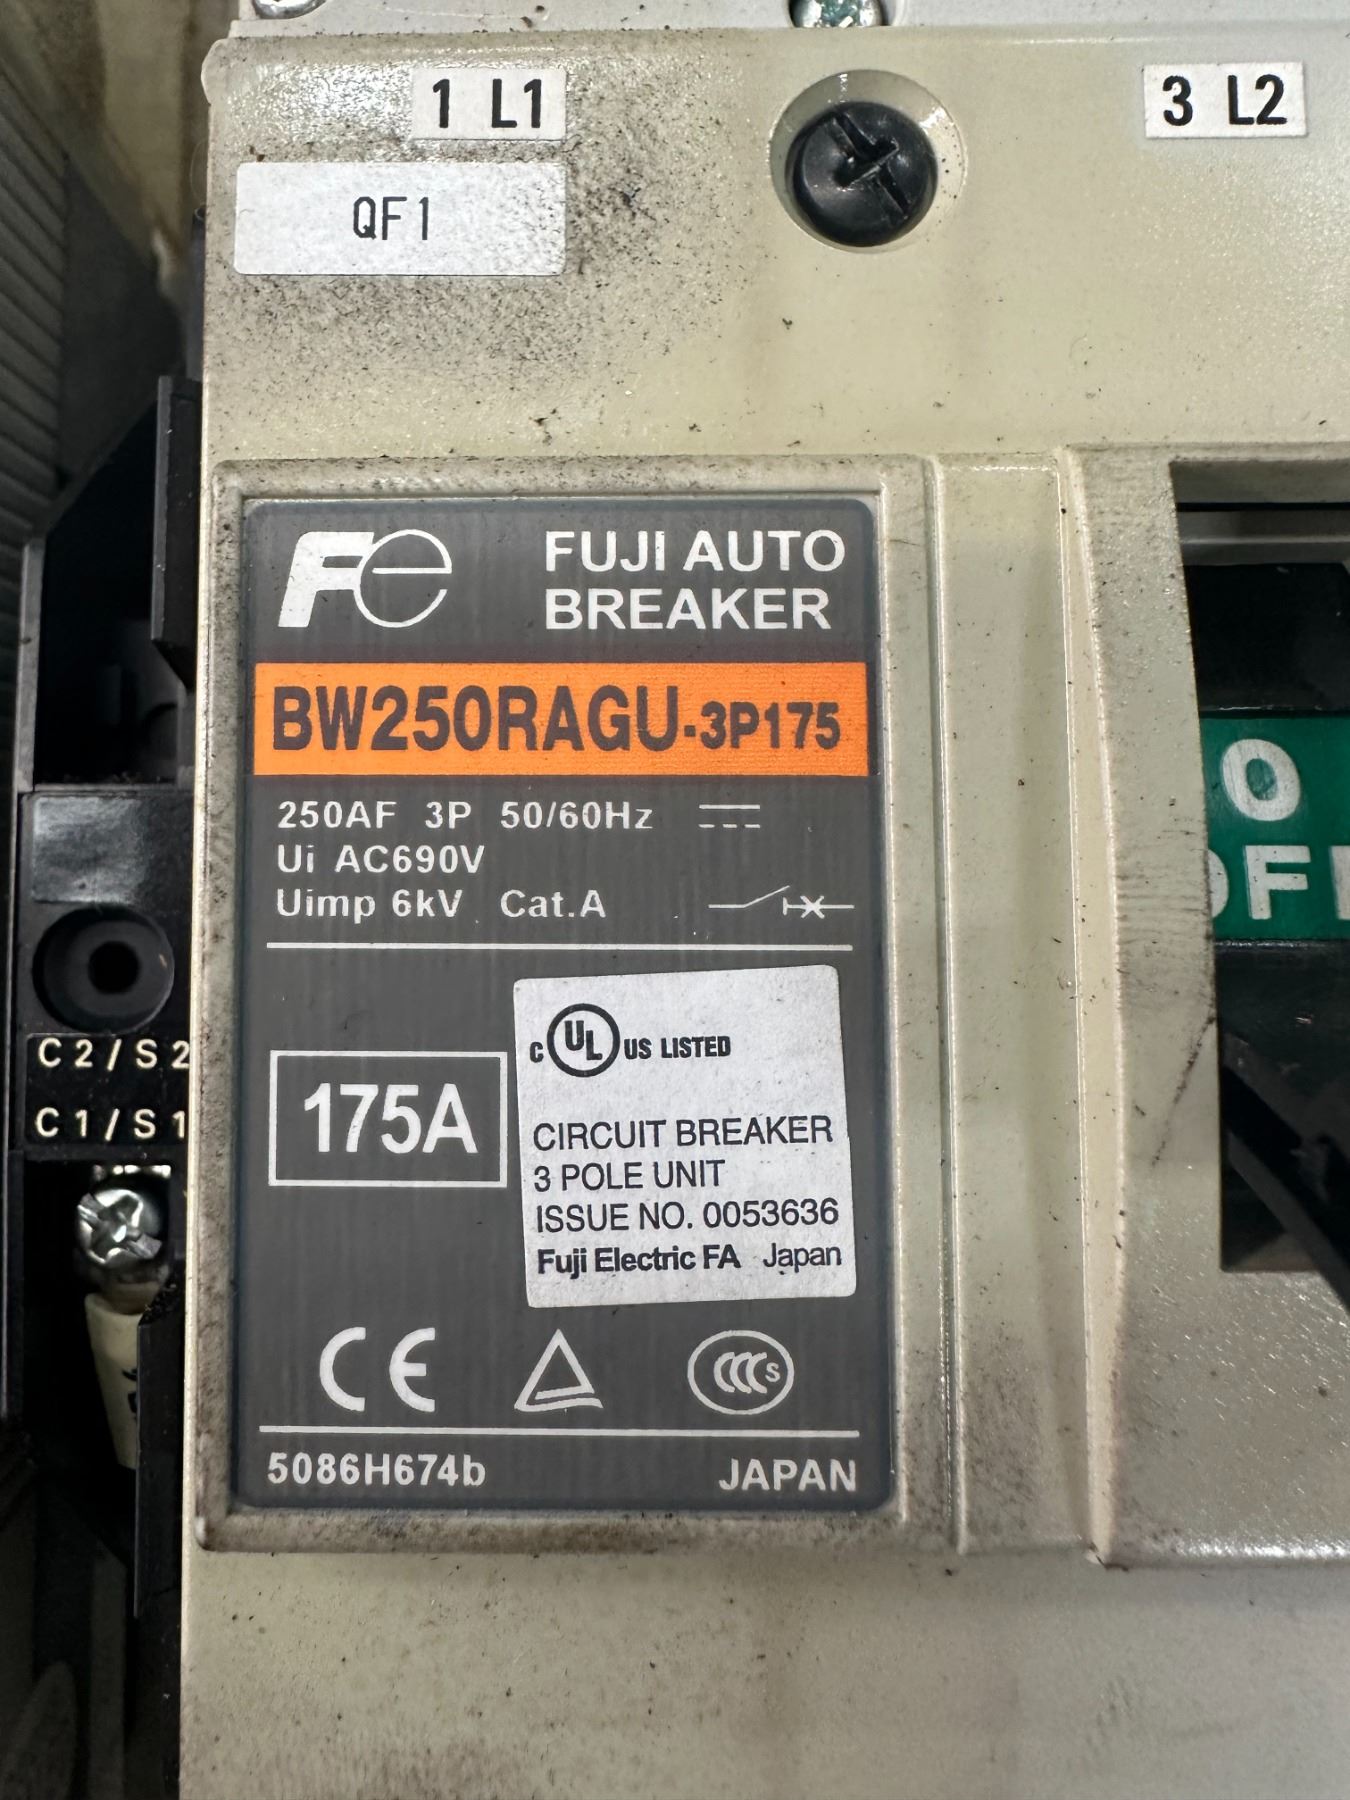 1 L1
3 L2
QF1
Fe
FUJI AUTO
BREAKER
BW250RAGU-3P175
250AF 3P 50/60Hz
Ui AC690V
Uimp 6kV Cat.A
O
C2/S2
C1/S1
175A
c UL US LISTED
CIRCUIT BREAKER
3 POLE UNIT
ISSUE NO. 0053636
Fuji Electric FA Japan
CE
CCC S
5086H674b
JAPAN